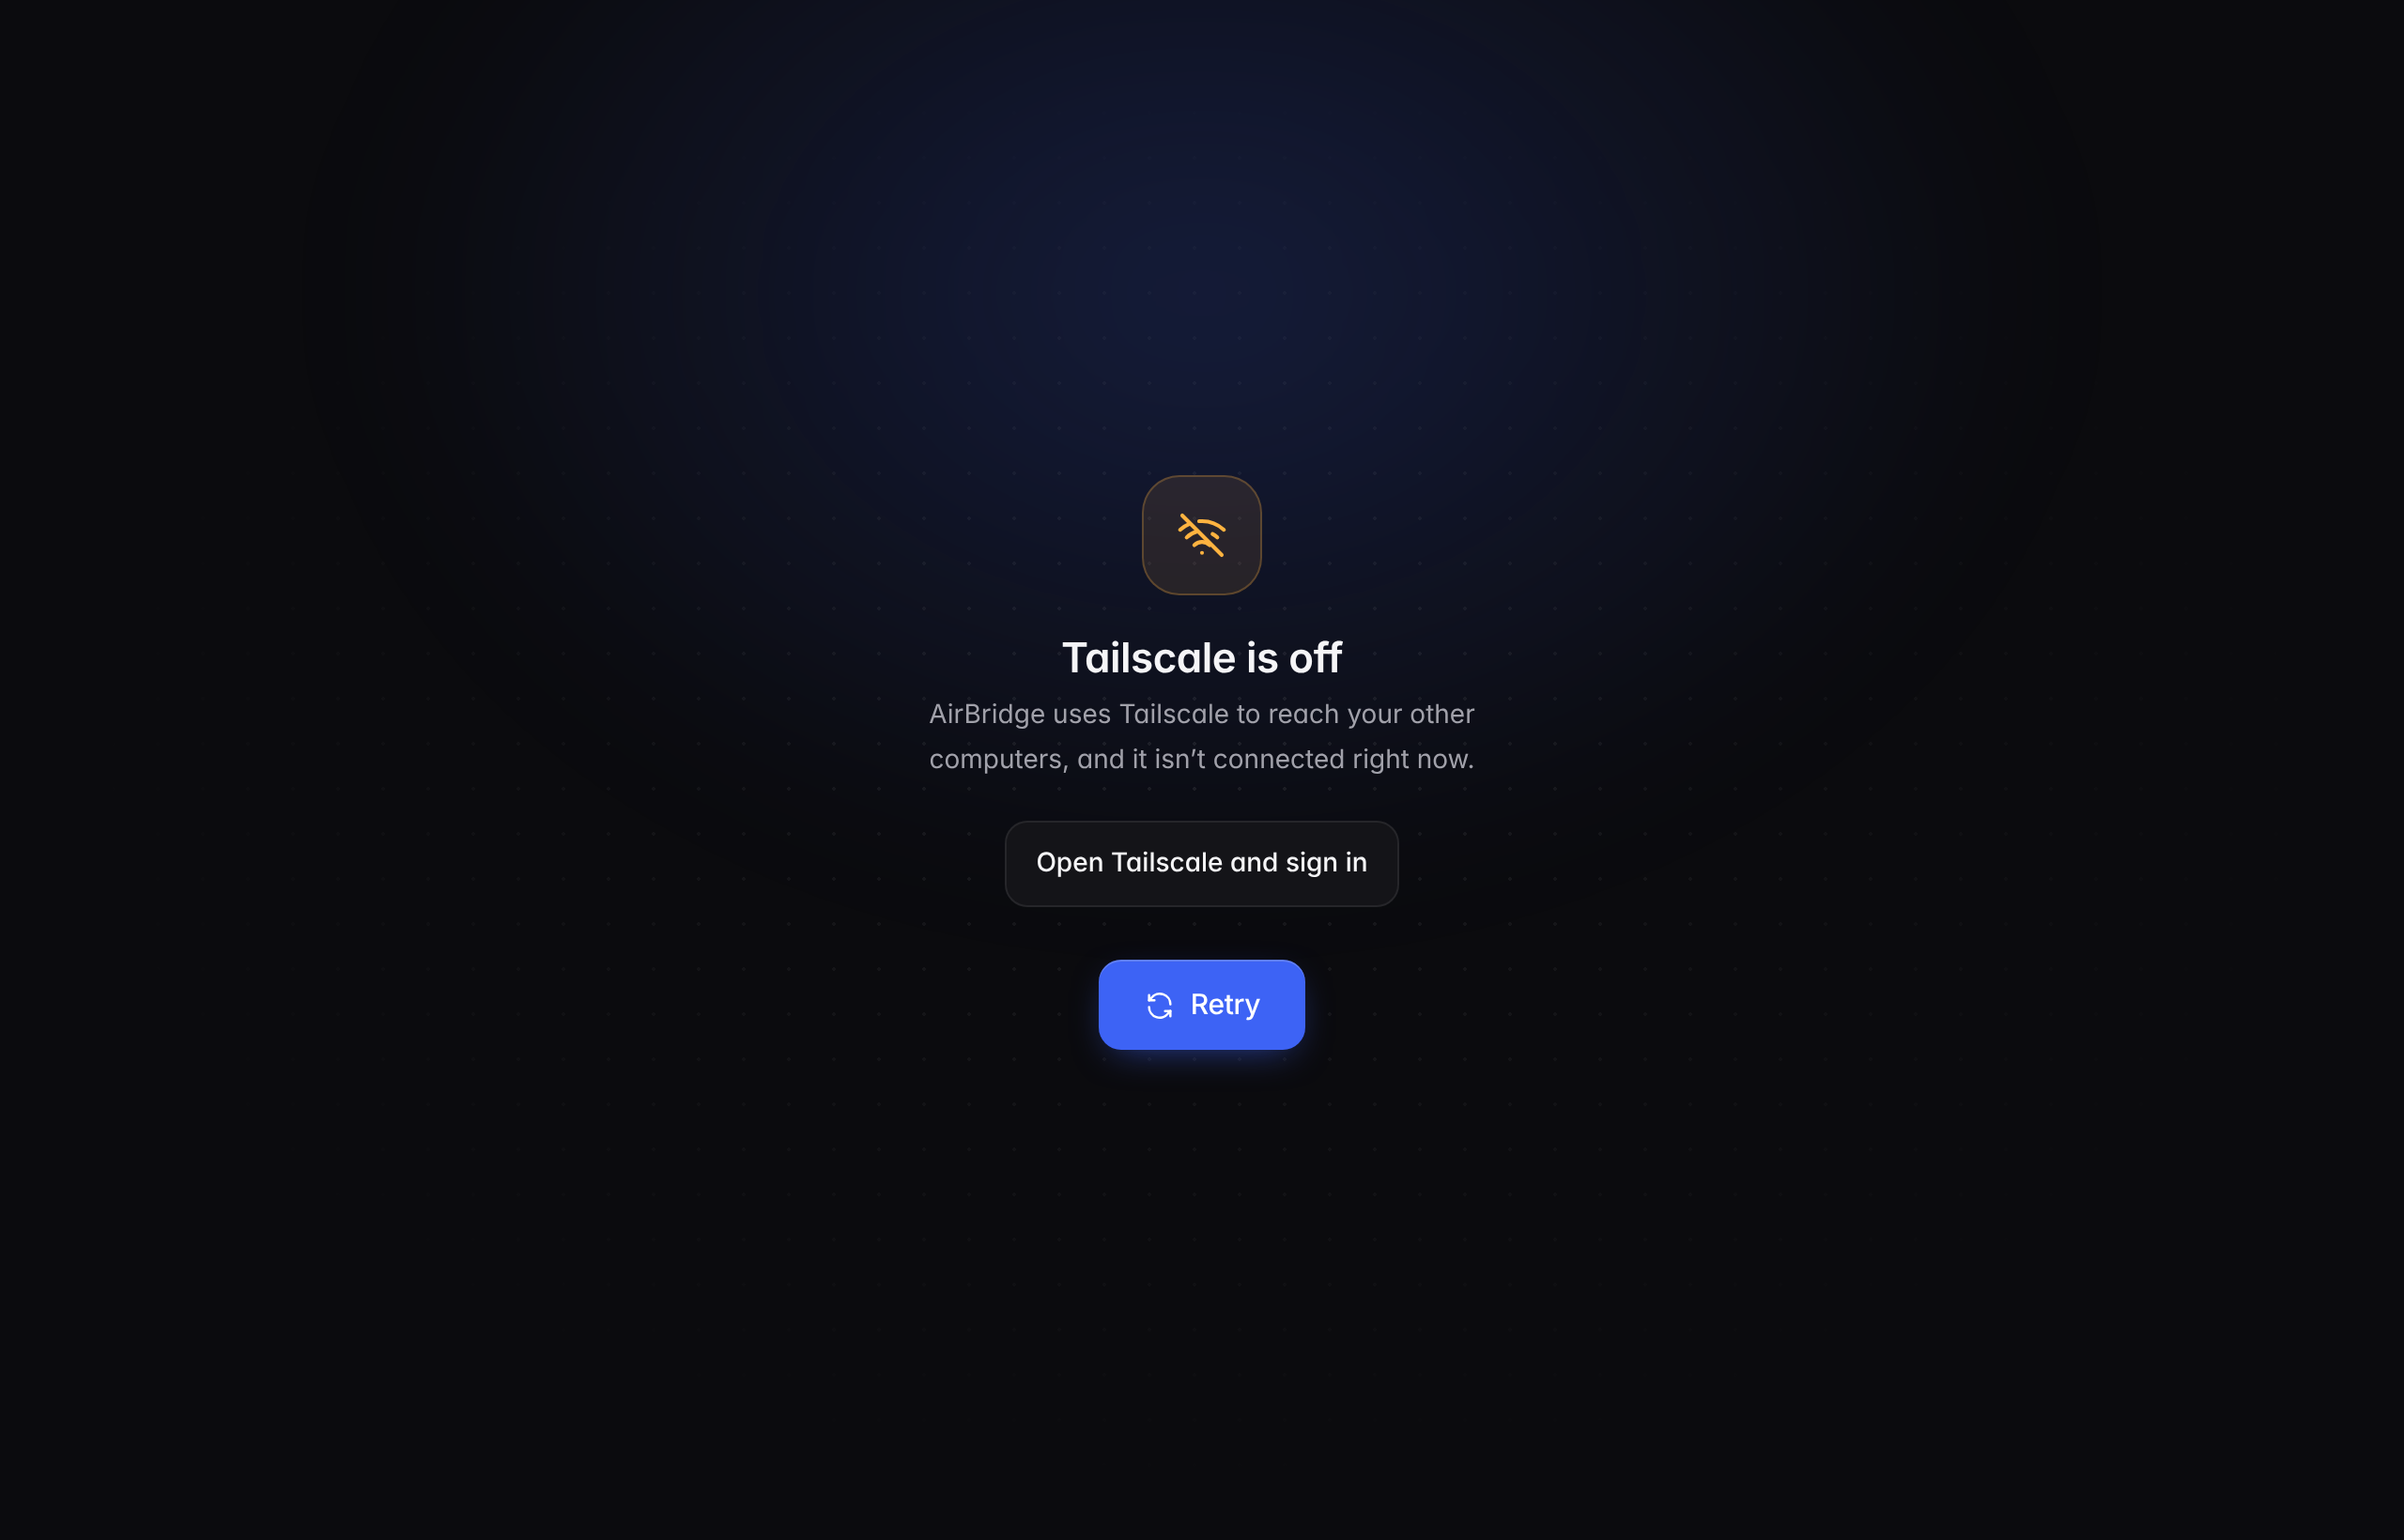 Tailscale is off
AirBridge uses Tailscale to reach your other
computers, and it isn’t connected right now.
Open Tailscale and sign in
Retry